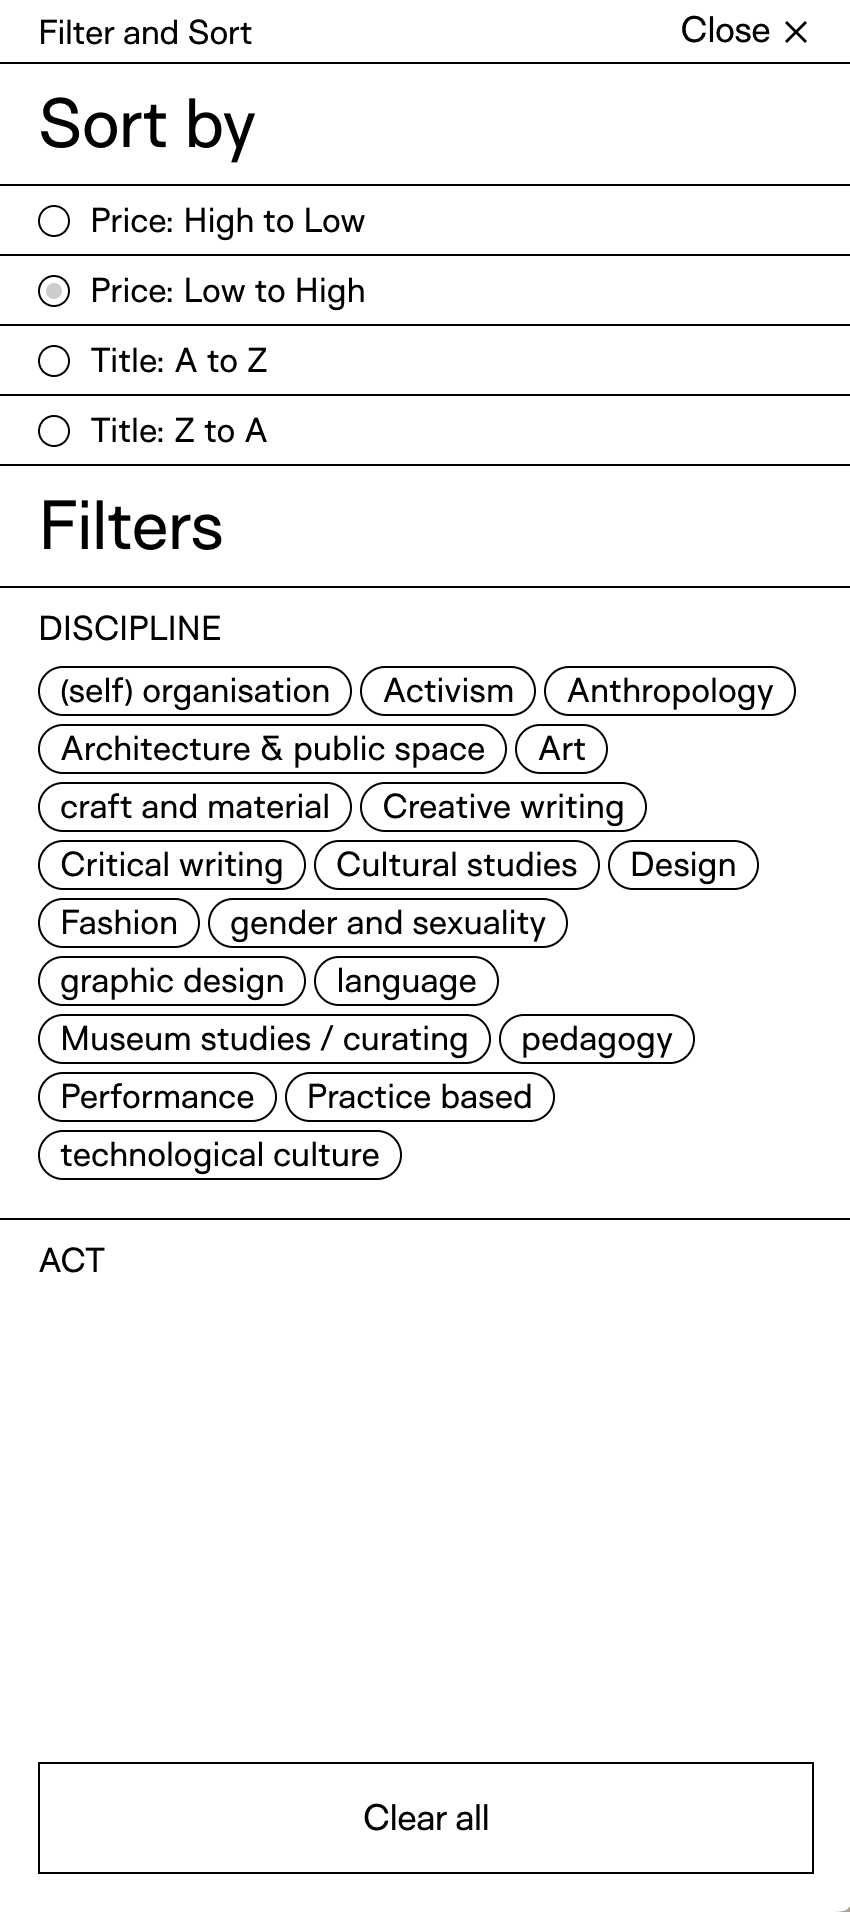 Filter and Sort
Close ×
Sort by
Price: High to Low
Price: Low to High
Title: A to Z
Title: Z to A
Filters
DISCIPLINE
(self) organisation Activism Anthropology
Architecture & public space Art
craft and material Creative writing
Critical writing Cultural studies Design
Fashion gender and sexuality
graphic design language
Museum studies / curating pedagogy
Performance Practice based
technological culture
ACT
Clear all